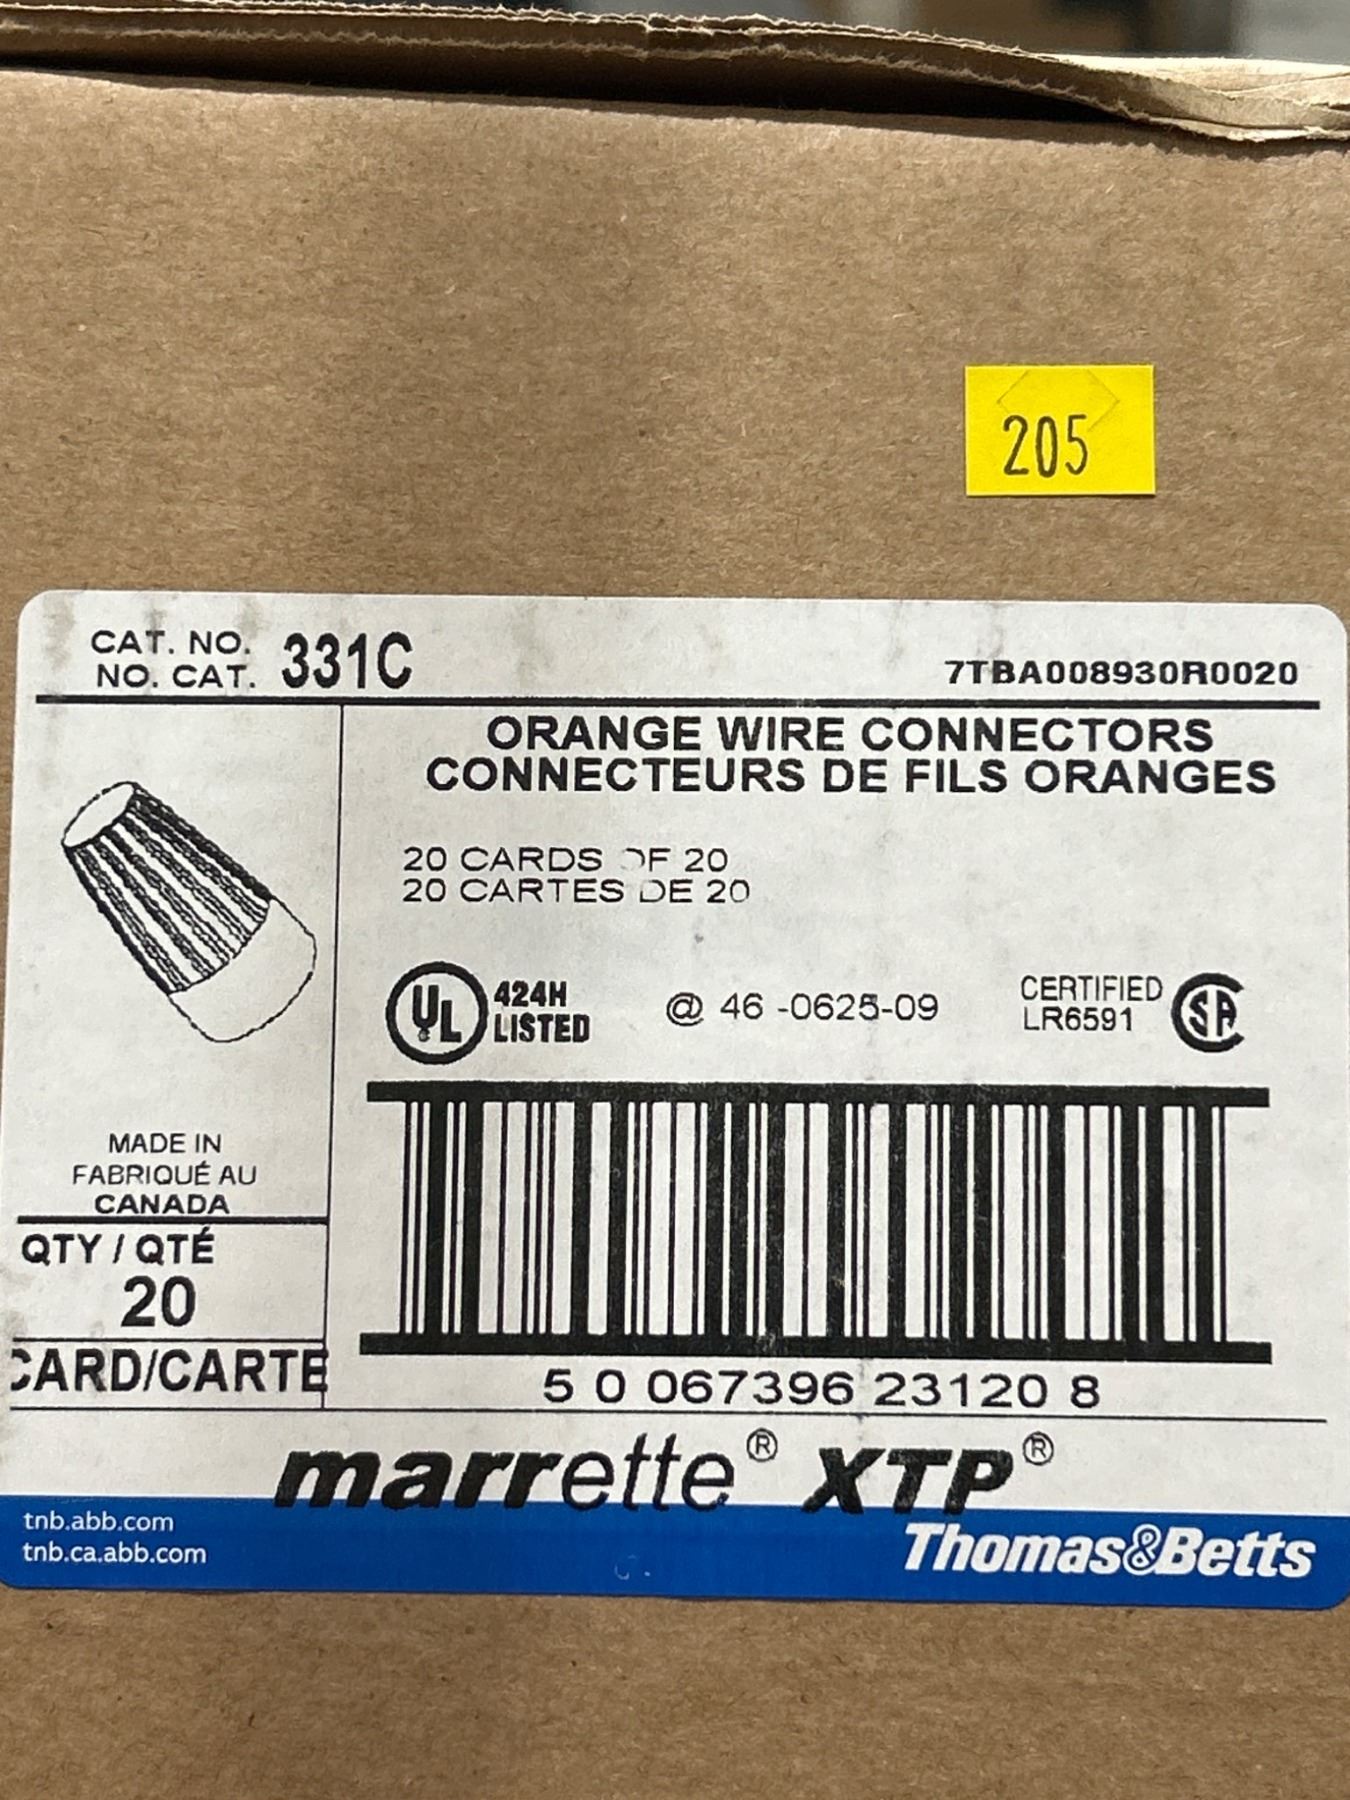 205
CAT. NO. 331C
NO. CAT.
7TBA008930R0020
ORANGE WIRE CONNECTORS
CONNECTEURS DE FILS ORANGES
20 CARDS OF 20
20 CARTES DE 20
UL 424H
LISTED
@ 46 -0625-09
CERTIFIED
LR6591
SA
MADE IN
FABRIQUÉ AU
CANADA
QTY / QTÉ
20
CARD/CARTE
5 0 067396 23120 8
marrette® XTP®
tnb.abb.com
tnb.ca.abb.com
Thomas&Betts